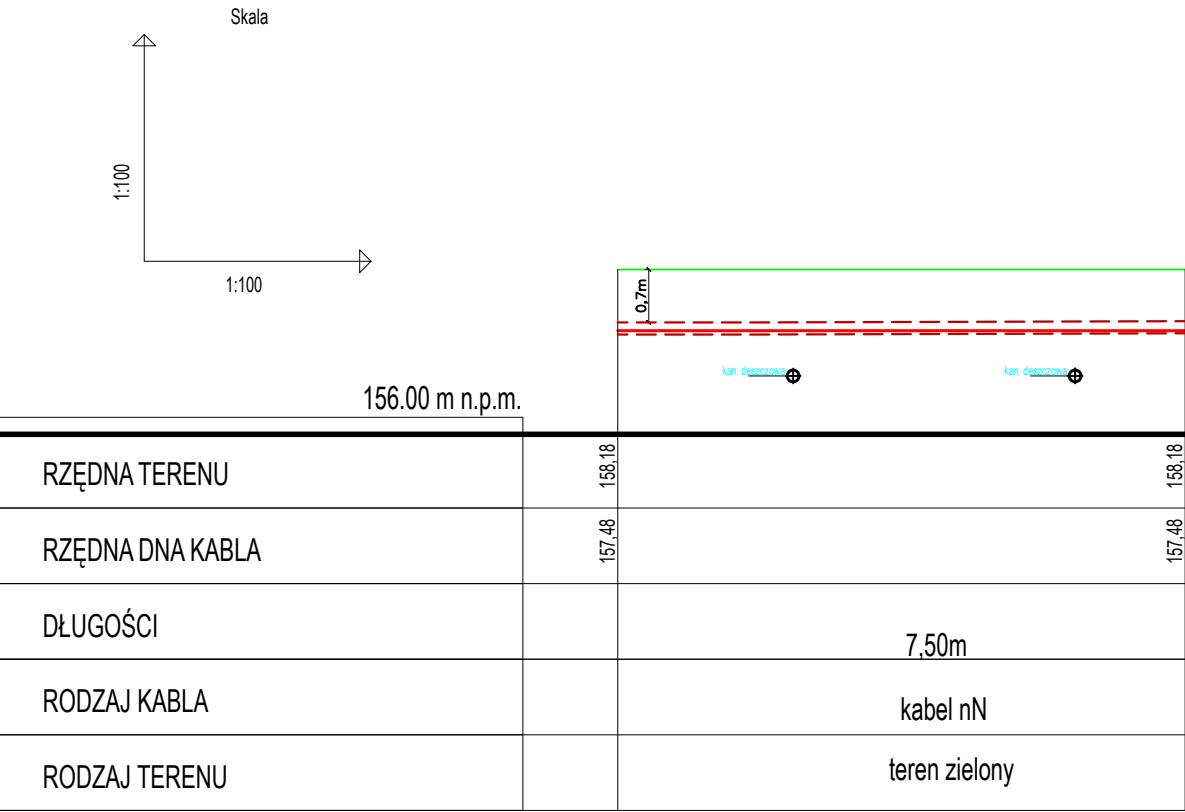 Skala
1:100
1:100
0,7m
kan. deszczowa
kan. deszczowa
156.00 m n.p.m.
RZĘDNA TERENU
158,18
158,18
RZĘDNA DNA KABLA
157,48
157,48
DŁUGOŚCI
7,50m
RODZAJ KABLA
kabel nN
RODZAJ TERENU
teren zielony